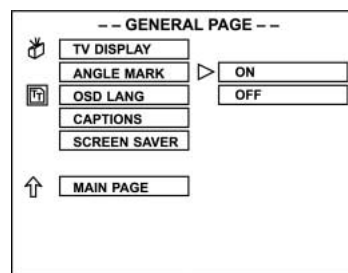 -- GENERAL PAGE --
TV DISPLAY
ANGLE MARK
ON
OSD LANG
OFF
CAPTIONS
SCREEN SAVER
MAIN PAGE